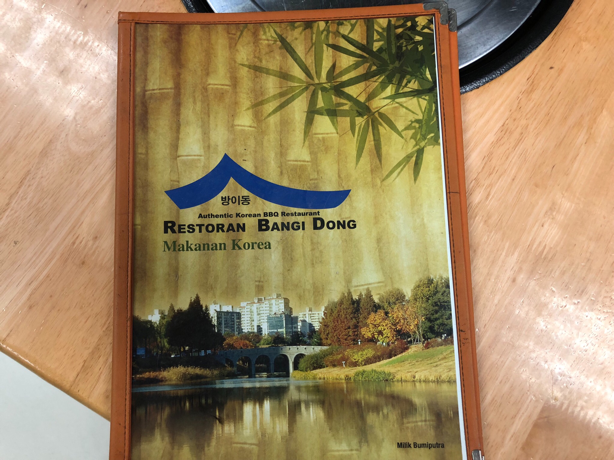 방이동
Authentic Korean BBQ Restaurant
RESTORAN BANGI DONG
Makanan Korea
Milik Bumiputra